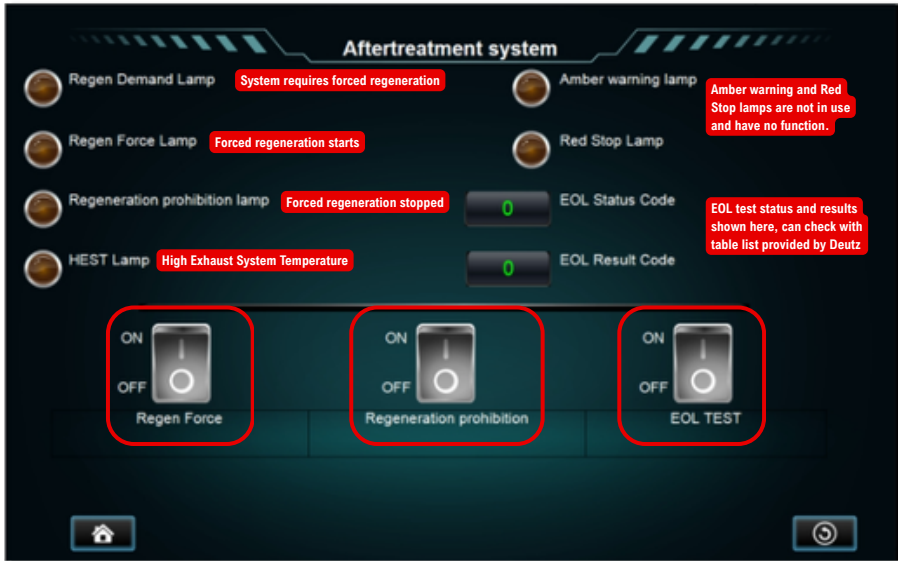 Aftertreatment system
Regen Demand Lamp
System requires forced regeneration
Amber warning lamp
Amber warning and Red
Stop lamps are not in use
and have no function.
Regen Force Lamp
Forced regeneration starts
Red Stop Lamp
Regeneration prohibition lamp
Forced regeneration stopped
0
EOL Status Code
EOL test status and results
shown here, can check with
table list provided by Deutz
HEST Lamp
High Exhaust System Temperature
0
EOL Result Code
ON
OFF
Regen Force
ON
OFF
Regeneration prohibition
ON
OFF
EOL TEST